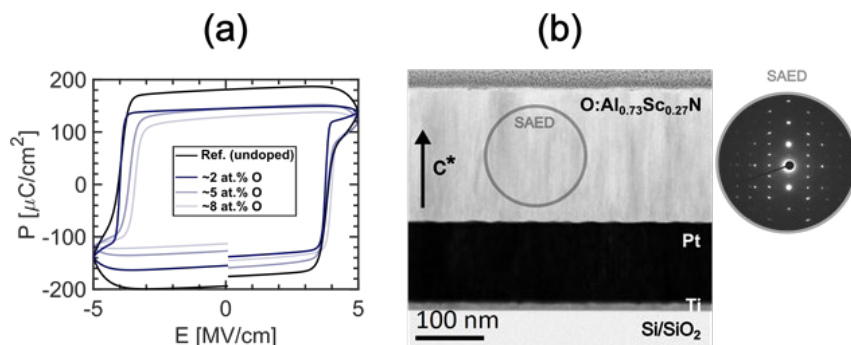 (a)
(b)
200
100
0
-100
-200
P [μC/cm²]
-5
0
5
E [MV/cm]
Ref. (undoped)
~2 at.% O
~5 at.% O
~8 at.% O
O:Al₀.₇₃Sc₀.₂₇N
SAED
C*
Pt
Ti
100 nm
Si/SiO₂
SAED